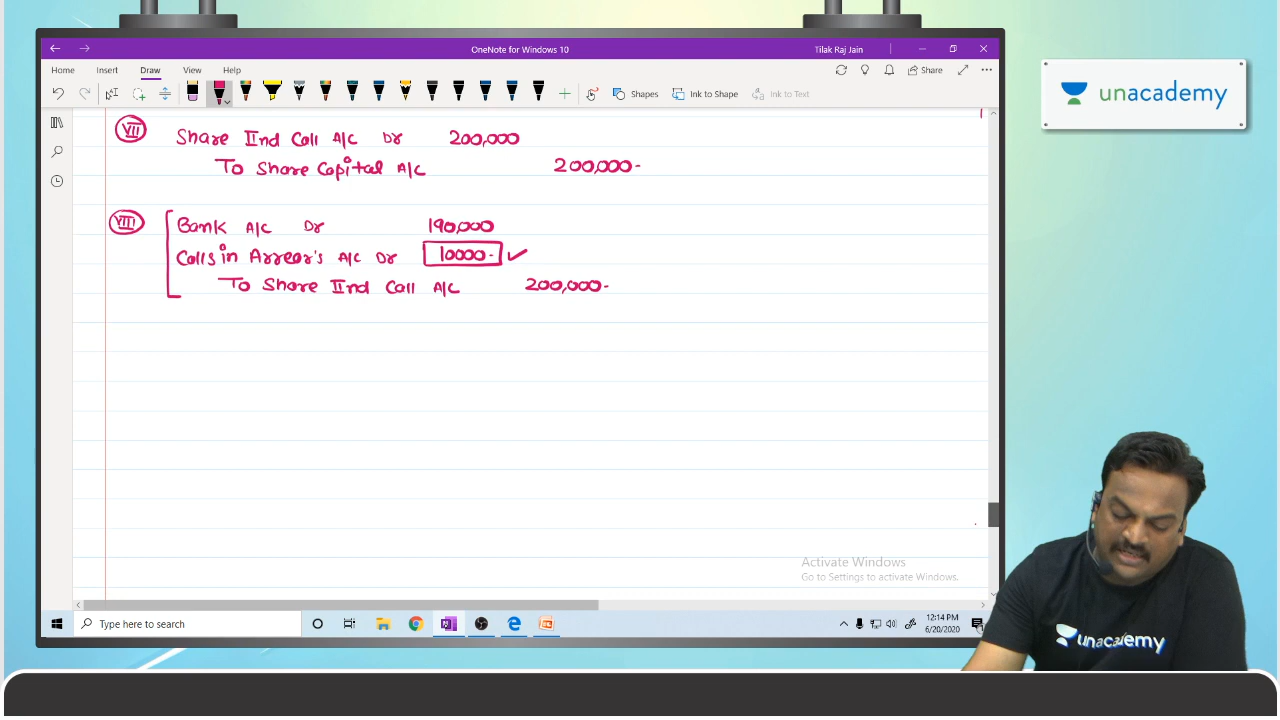 OneNote for Windows 10
Tilak Raj Jain
Home Insert Draw View Help
Share
Shapes
Ink to Shape
Ink to Text
unacademy
VII Share IInd Call A/C Dr 200,000
To Share Capital A/C 200,000-
VIII Bank A/C Dr 190,000
Calls in Arrear's A/C Dr 10000-
To Share IInd Call A/C 200,000-
Activate Windows
Go to Settings to activate Windows.
Type here to search
12:14 PM
6/20/2020
unacademy